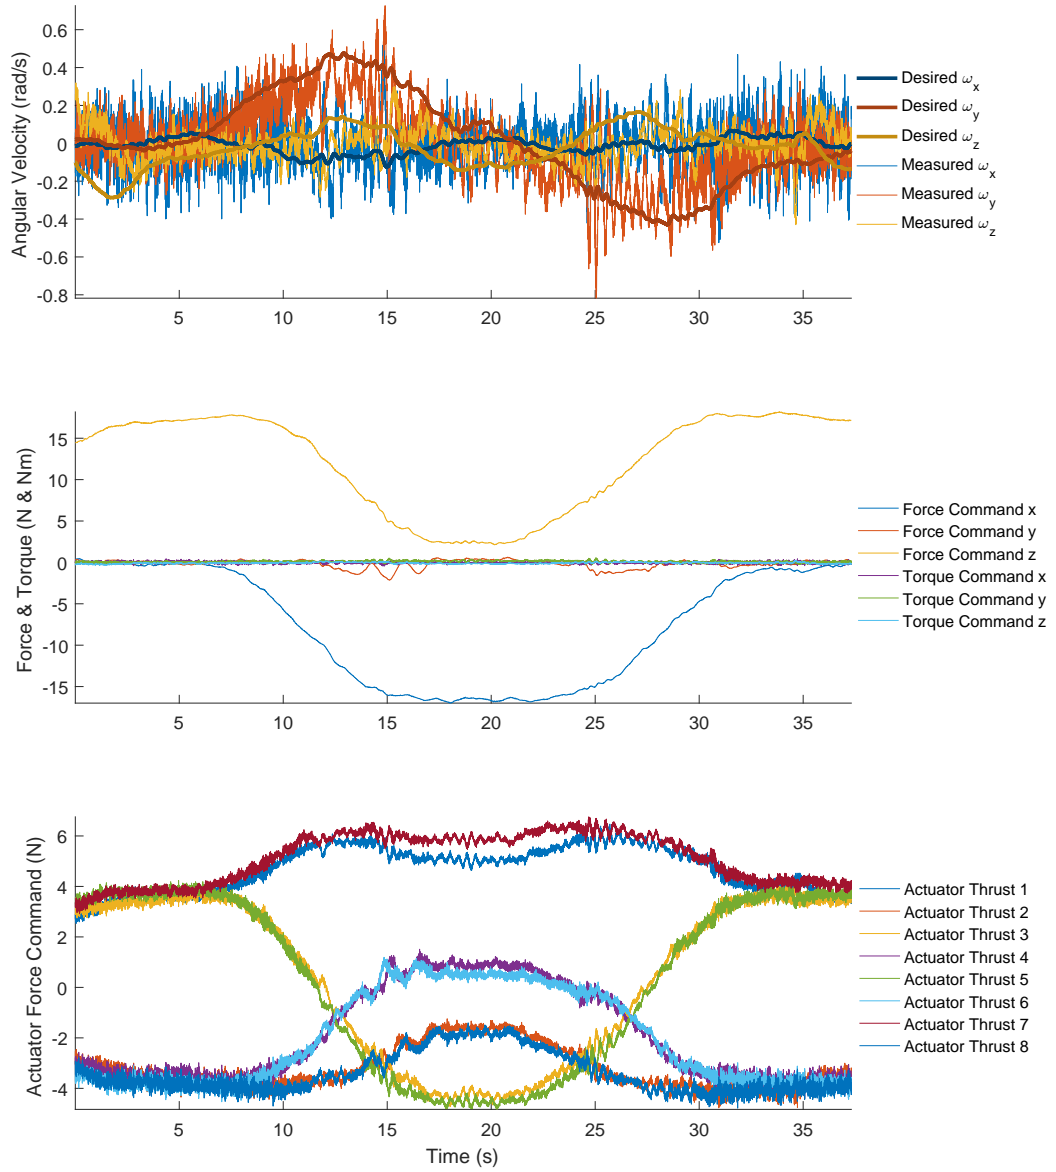 Angular Velocity (rad/s)
0.6
0.4
0.2
0
-0.2
-0.4
-0.6
-0.8
5
10
15
20
25
30
35
Desired ω_x
Desired ω_y
Desired ω_z
Measured ω_x
Measured ω_y
Measured ω_z
Force & Torque (N & Nm)
15
10
5
0
-5
-10
-15
5
10
15
20
25
30
35
Force Command x
Force Command y
Force Command z
Torque Command x
Torque Command y
Torque Command z
Actuator Force Command (N)
6
4
2
0
-2
-4
5
10
15
20
25
30
35
Time (s)
Actuator Thrust 1
Actuator Thrust 2
Actuator Thrust 3
Actuator Thrust 4
Actuator Thrust 5
Actuator Thrust 6
Actuator Thrust 7
Actuator Thrust 8